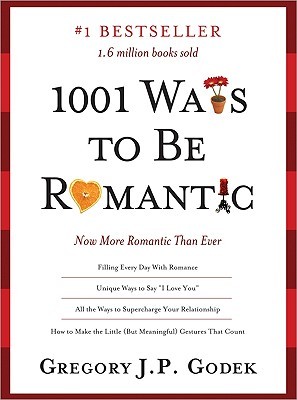 #1 BESTSELLER
1.6 million books sold
1001 WAYS
TO BE
ROMANTIC
Now More Romantic Than Ever
Filling Every Day With Romance
Unique Ways to Say "I Love You"
All the Ways to Supercharge Your Relationship
How to Make the Little (But Meaningful) Gestures That Count
GREGORY J.P. GODEK